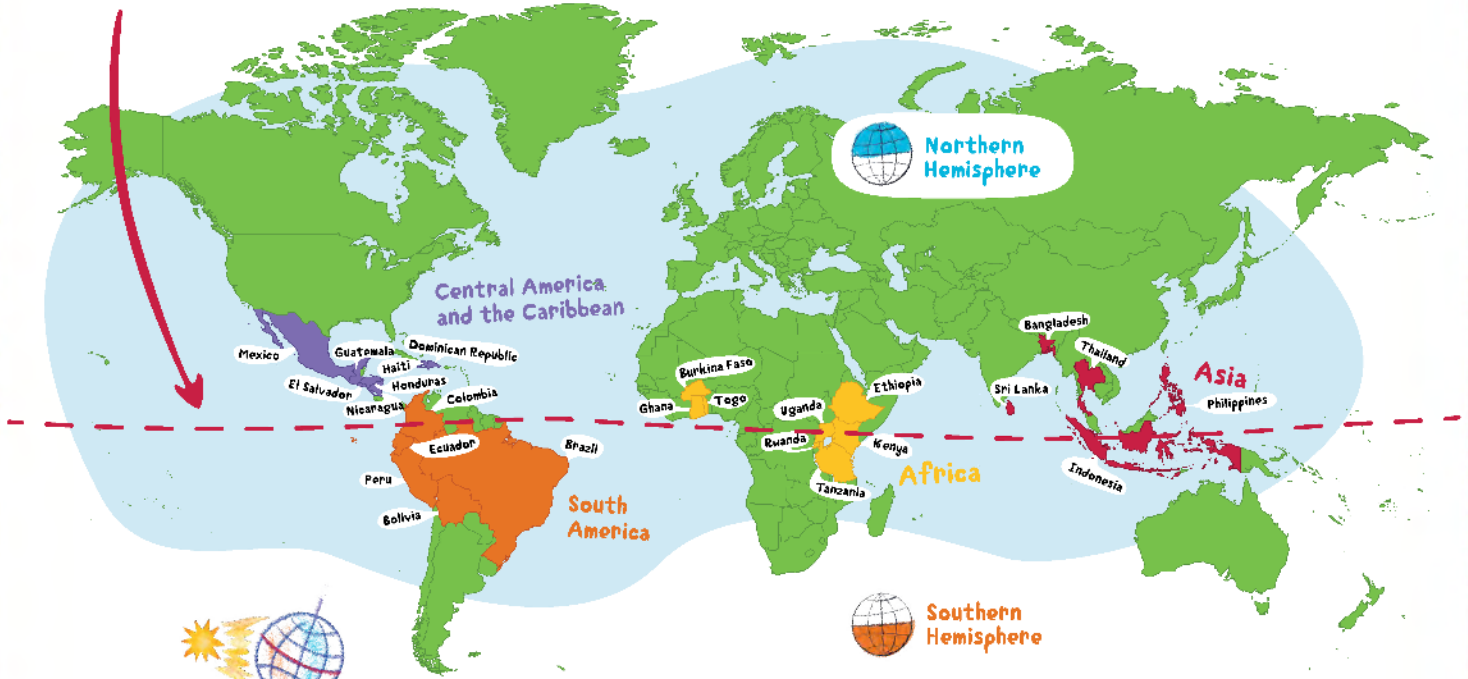 Northern
Hemisphere
Central America
and the Caribbean
Mexico
Guatemala
Dominican Republic
Haiti
El Salvador
Honduras
Nicaragua
Colombia
Ecuador
Brazil
Peru
Bolivia
South
America
Burkina Faso
Ghana
Togo
Uganda
Ethiopia
Ruanda
Kenya
Tanzania
Africa
Bangladesh
Thailand
Sri Lanka
Asia
Philippines
Indonesia
Southern
Hemisphere